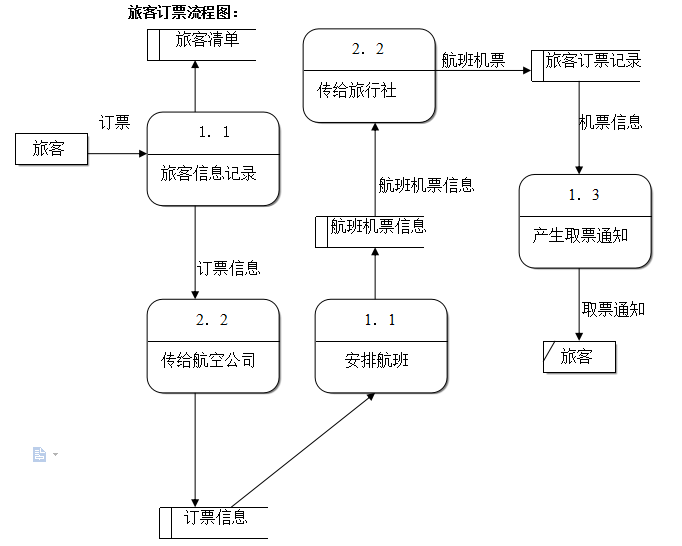 旅客订票流程图：
旅客清单
订票
旅客
1. 1
旅客信息记录
订票信息
2. 2
传给航空公司
订票信息
1. 1
安排航班
航班机票信息
航班机票信息
2. 2
传给旅行社
航班机票
旅客订票记录
机票信息
1. 3
产生取票通知
取票通知
旅客